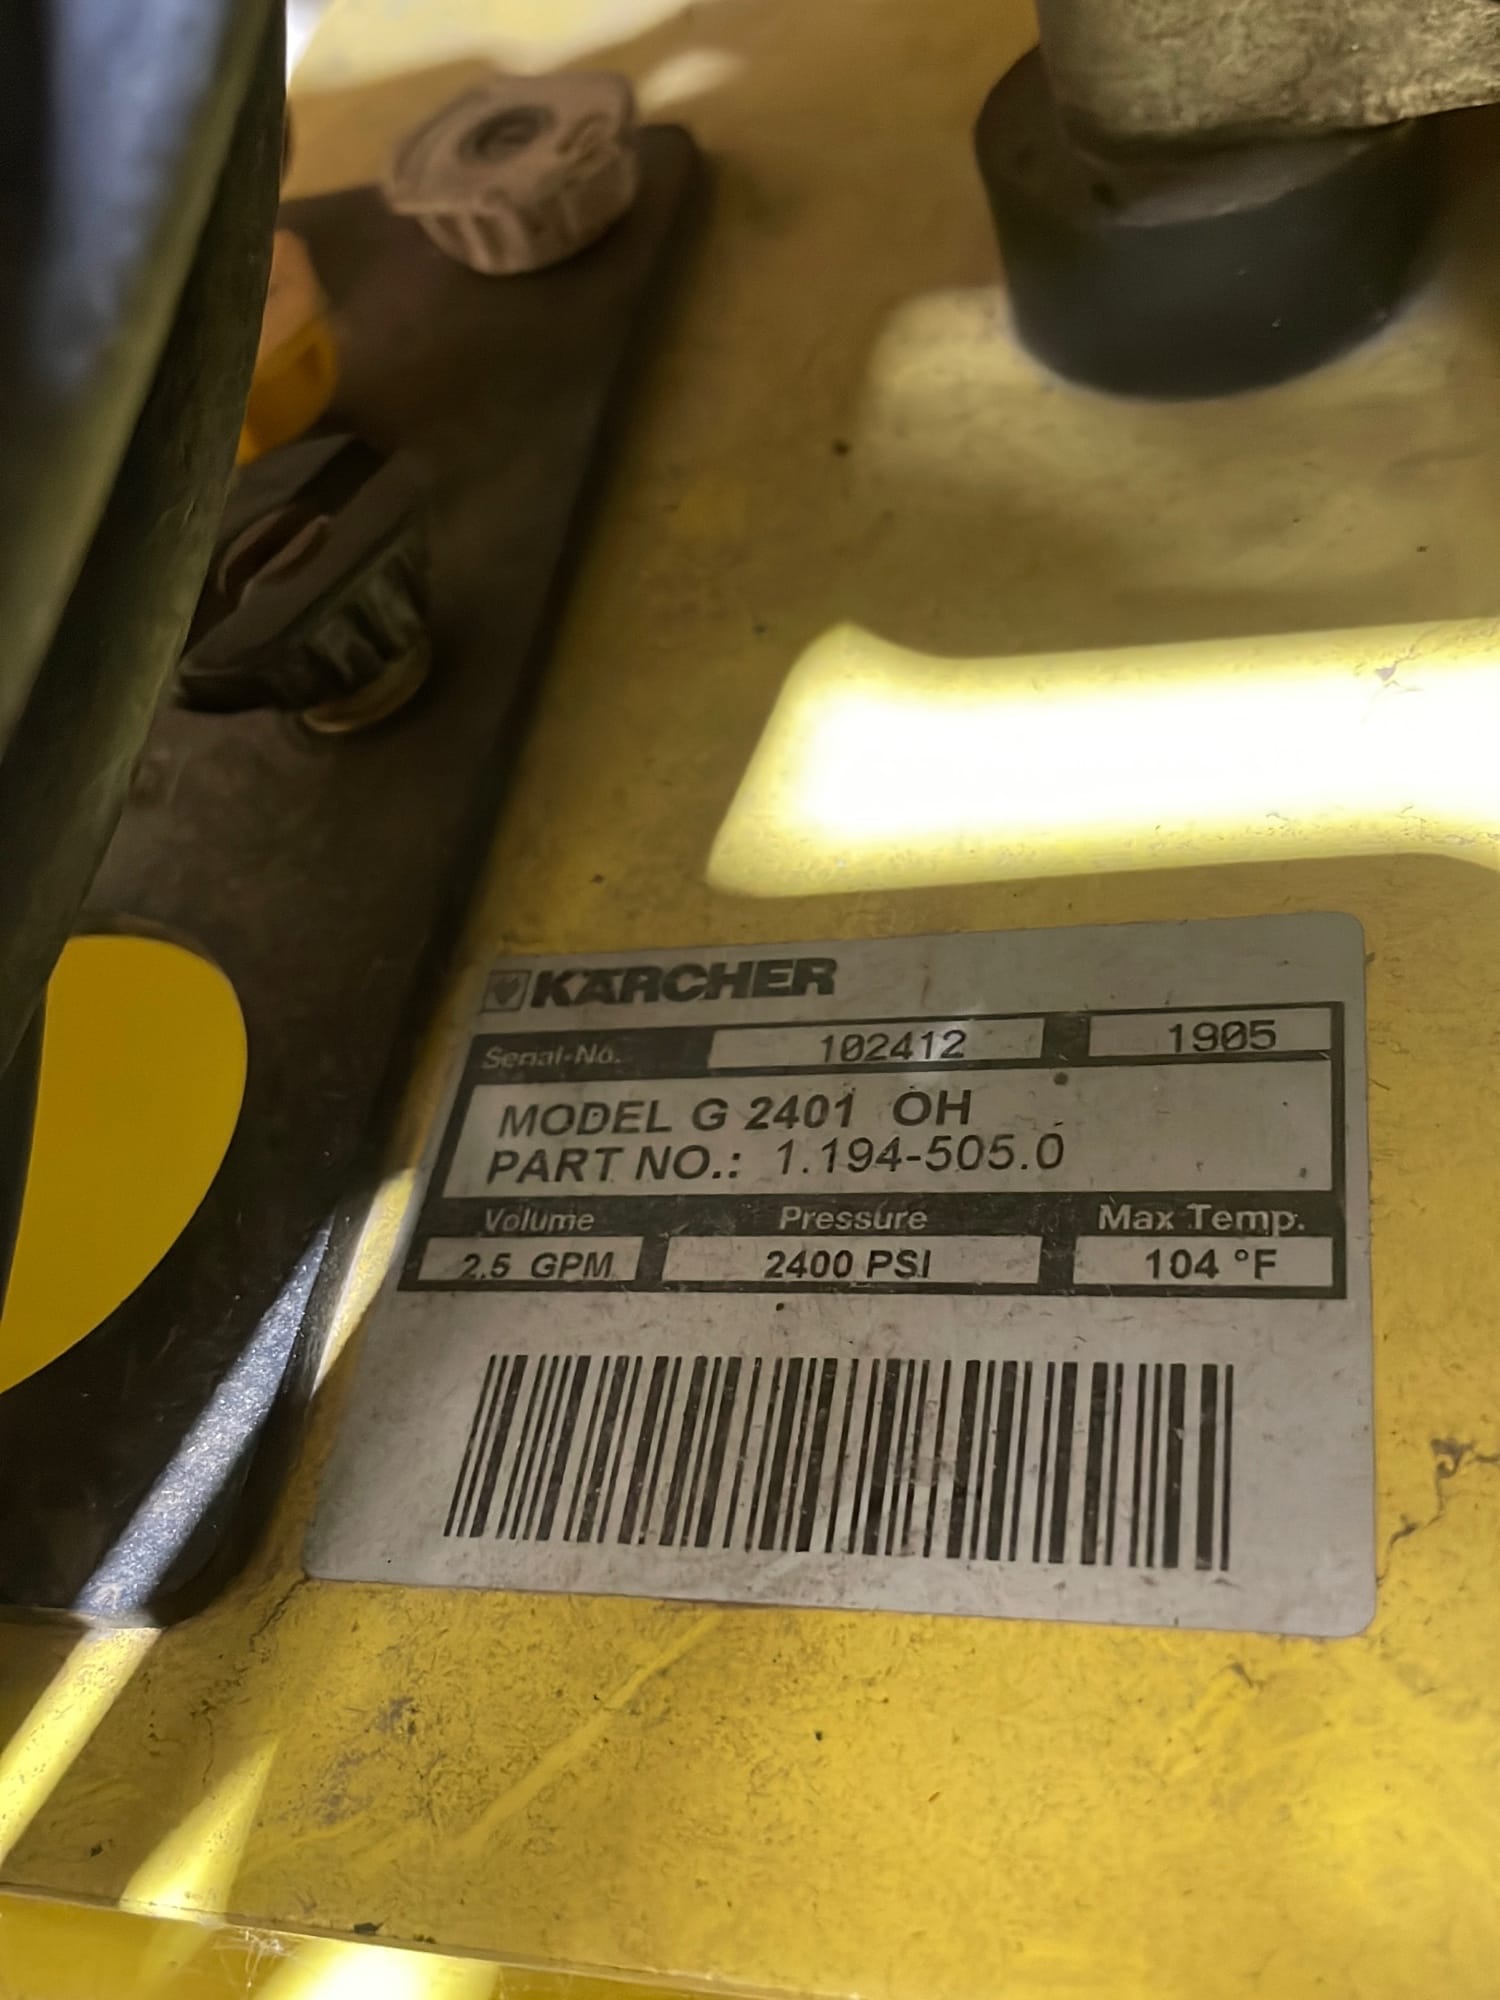 KÄRCHER
Serial-No. 102412 1905
MODEL G 2401 OH
PART NO.: 1.194-505.0
Volume Pressure Max Temp.
2.5 GPM 2400 PSI 104 °F